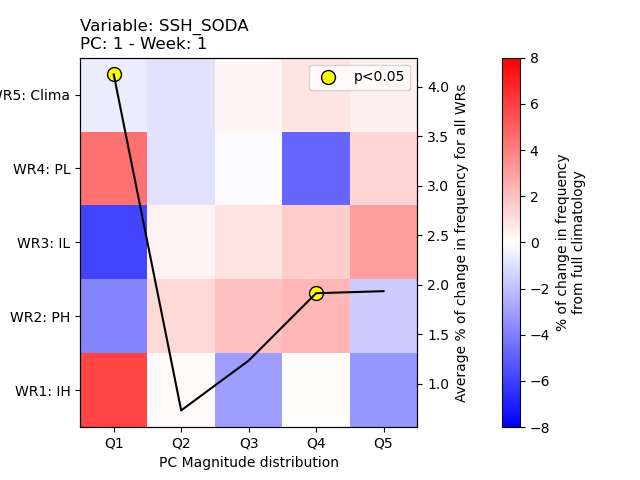 Variable: SSH_SODA
PC: 1 - Week: 1
p<0.05
WR5: Clima
WR4: PL
WR3: IL
WR2: PH
WR1: IH
Q1 Q2 Q3 Q4 Q5
PC Magnitude distribution
4.0
3.5
3.0
2.5
2.0
1.5
1.0
Average % of change in frequency for all WRs
8
6
4
2
0
−2
−4
−6
−8
% of change in frequency
from full climatology